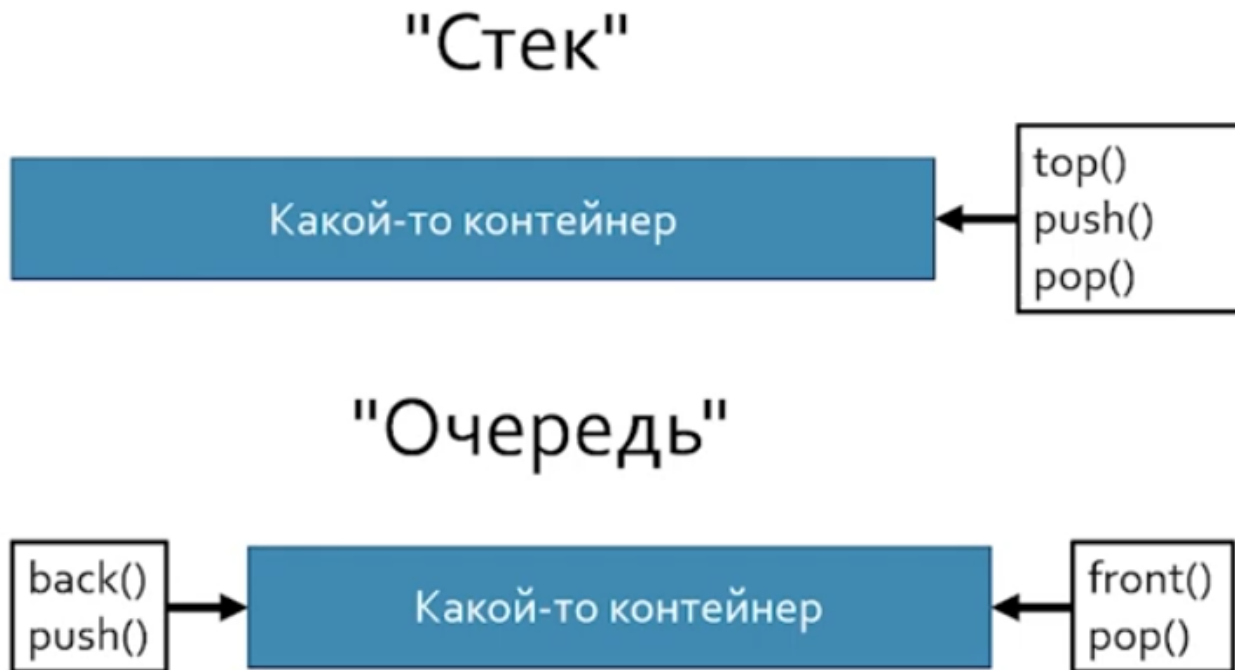 "Стек"
Какой-то контейнер
top()
push()
pop()
"Очередь"
back()
push()
Какой-то контейнер
front()
pop()